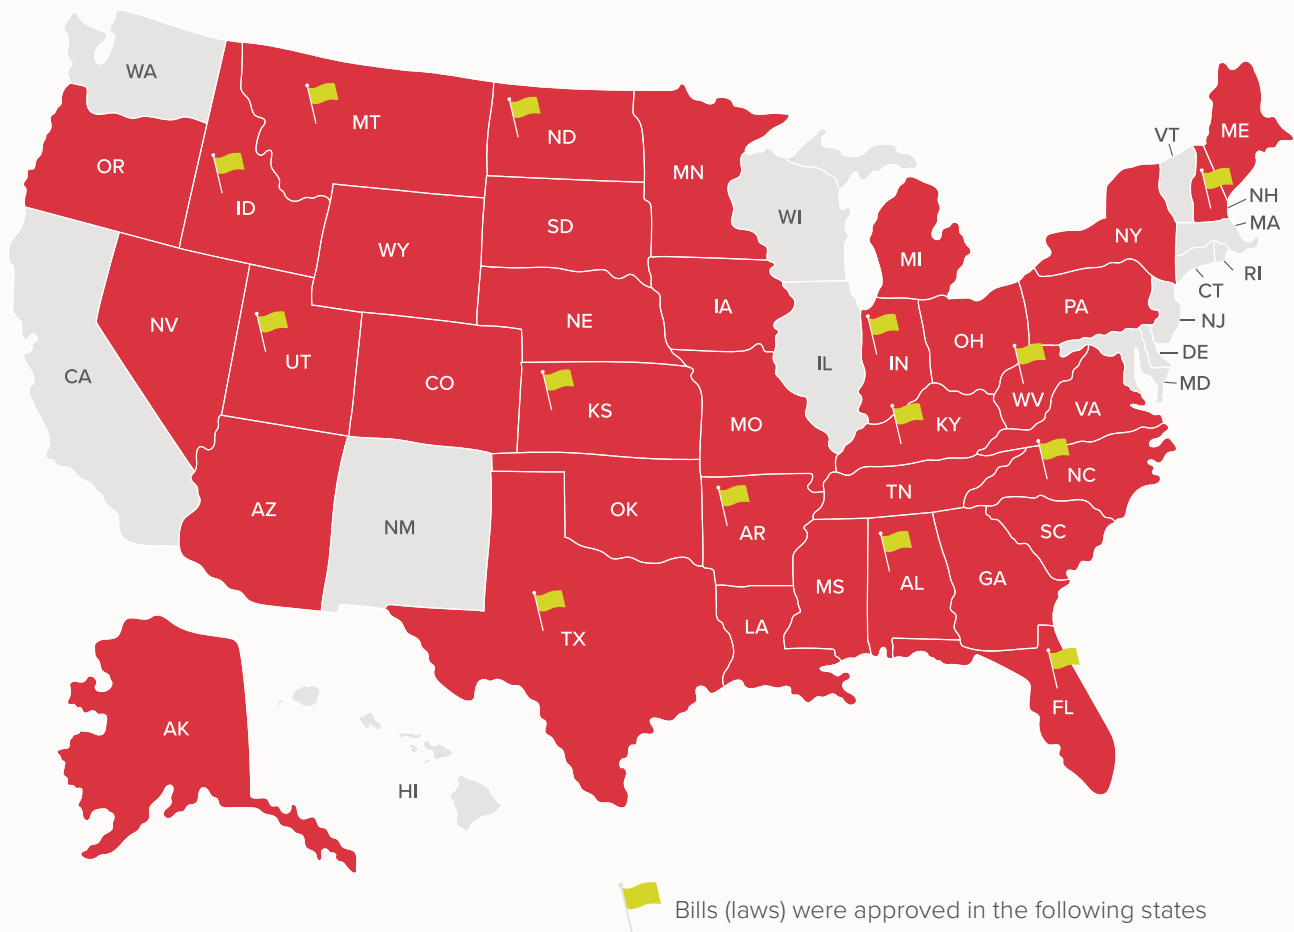 WA
MT
ND
OR
ID
MN
VT
ME
NH
MA
WI
SD
WY
NY
MI
RI
CT
NV
NE
IA
PA
NJ
UT
OH
DE
CA
CO
KS
IL
IN
WV
MD
MO
KY
VA
AZ
NM
OK
AR
TN
NC
SC
MS
AL
GA
TX
LA
FL
AK
HI
Bills (laws) were approved in the following states